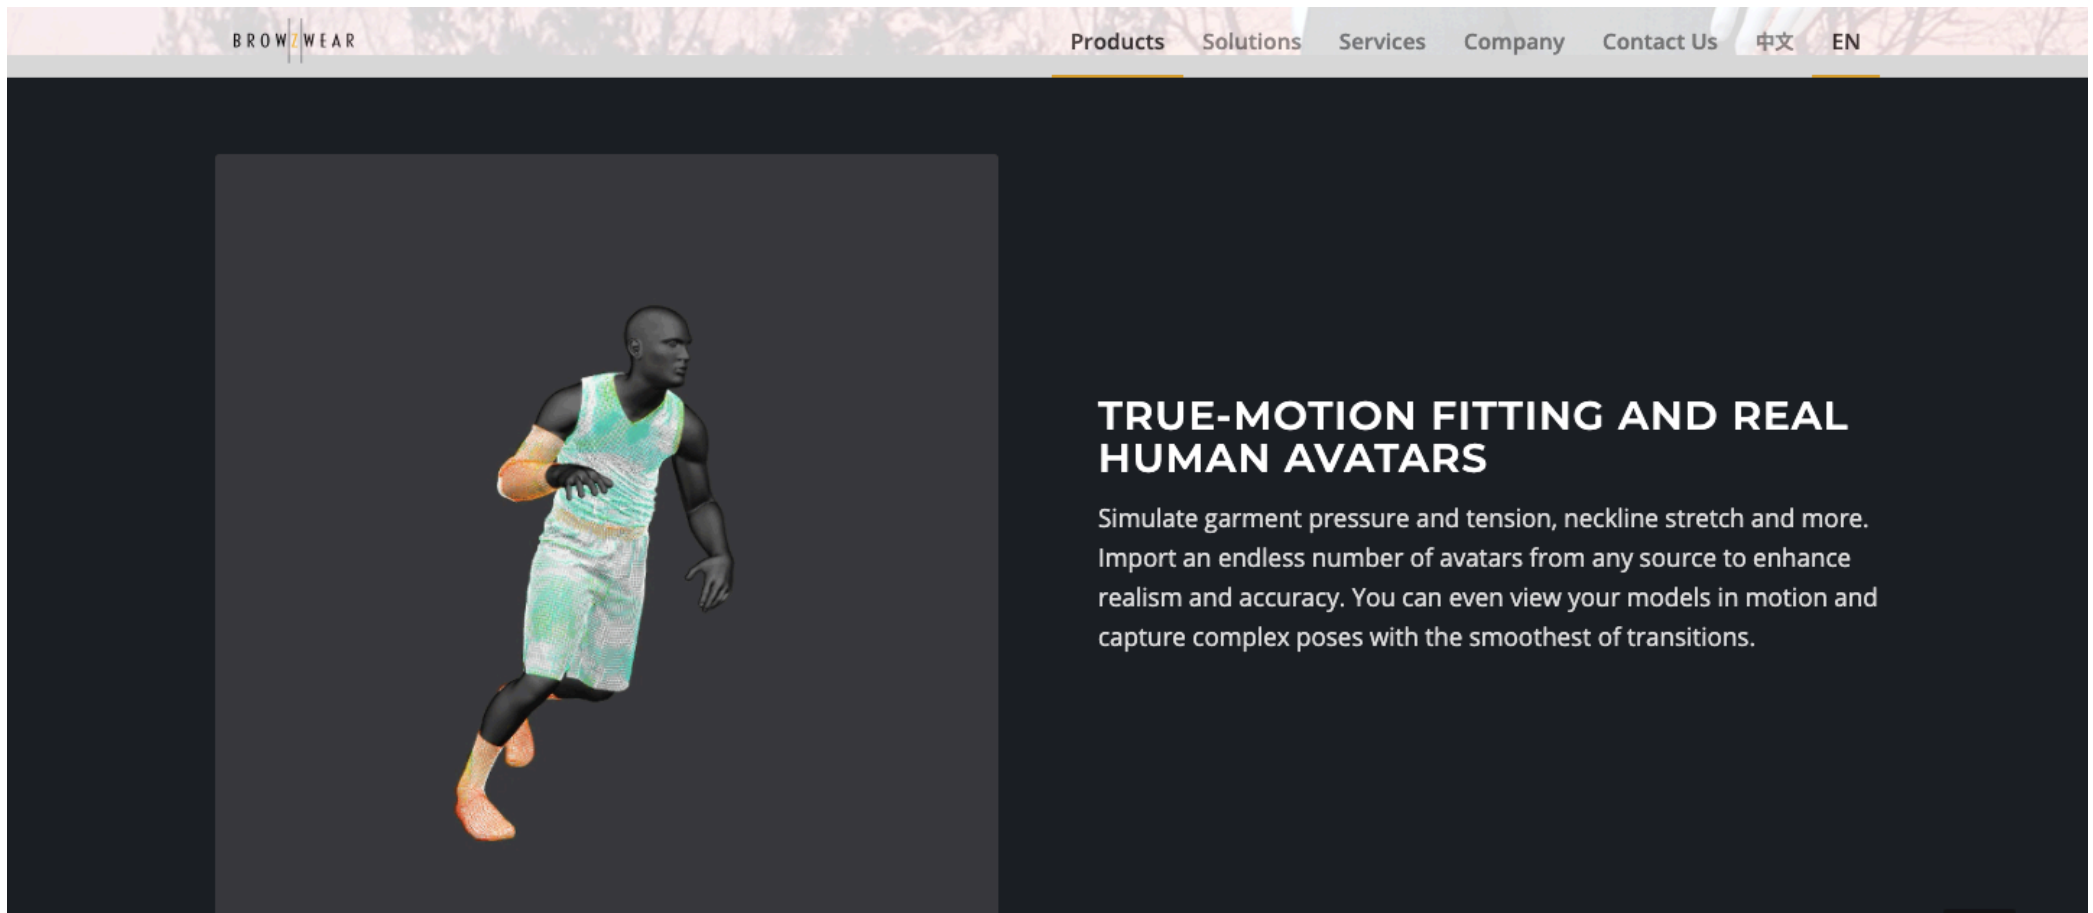 BROWZWEAR
Products Solutions Services Company Contact Us 中文 EN
TRUE-MOTION FITTING AND REAL
HUMAN AVATARS
Simulate garment pressure and tension, neckline stretch and more.
Import an endless number of avatars from any source to enhance
realism and accuracy. You can even view your models in motion and
capture complex poses with the smoothest of transitions.